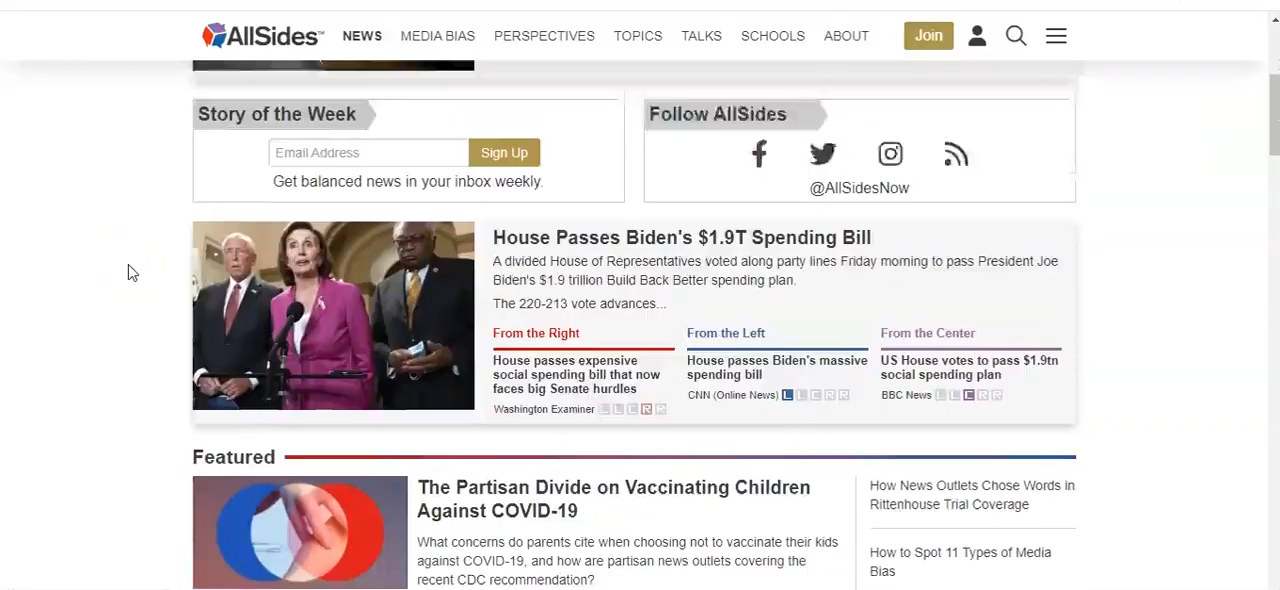 AllSides™ NEWS MEDIA BIAS PERSPECTIVES TOPICS TALKS SCHOOLS ABOUT Join
Story of the Week
Email Address Sign Up
Get balanced news in your inbox weekly.
Follow AllSides
@AllSidesNow
House Passes Biden's $1.9T Spending Bill
A divided House of Representatives voted along party lines Friday morning to pass President Joe
Biden's $1.9 trillion Build Back Better spending plan.
The 220-213 vote advances...
From the Right
House passes expensive
social spending bill that now
faces big Senate hurdles
Washington Examiner L L C R R
From the Left
House passes Biden's massive
spending bill
CNN (Online News) L L C R R
From the Center
US House votes to pass $1.9tn
social spending plan
BBC News L L C R R
Featured
The Partisan Divide on Vaccinating Children
Against COVID-19
What concerns do parents cite when choosing not to vaccinate their kids
against COVID-19, and how are partisan news outlets covering the
recent CDC recommendation?
How News Outlets Chose Words in
Rittenhouse Trial Coverage
How to Spot 11 Types of Media
Bias